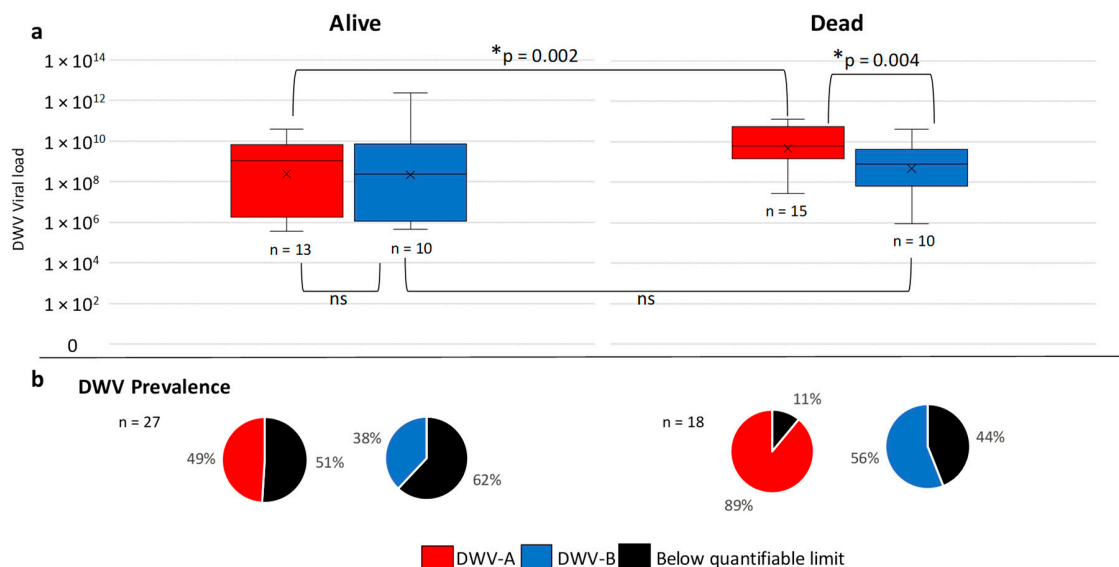 Alive
Dead
a
*p = 0.002
*p = 0.004
DWV Viral load
1 × 10¹⁴
1 × 10¹²
1 × 10¹⁰
1 × 10⁸
1 × 10⁶
1 × 10⁴
1 × 10²
0
n = 13
n = 10
n = 15
n = 10
ns
ns
b
DWV Prevalence
n = 27
49%
51%
38%
62%
n = 18
11%
89%
56%
44%
DWV-A
DWV-B
Below quantifiable limit